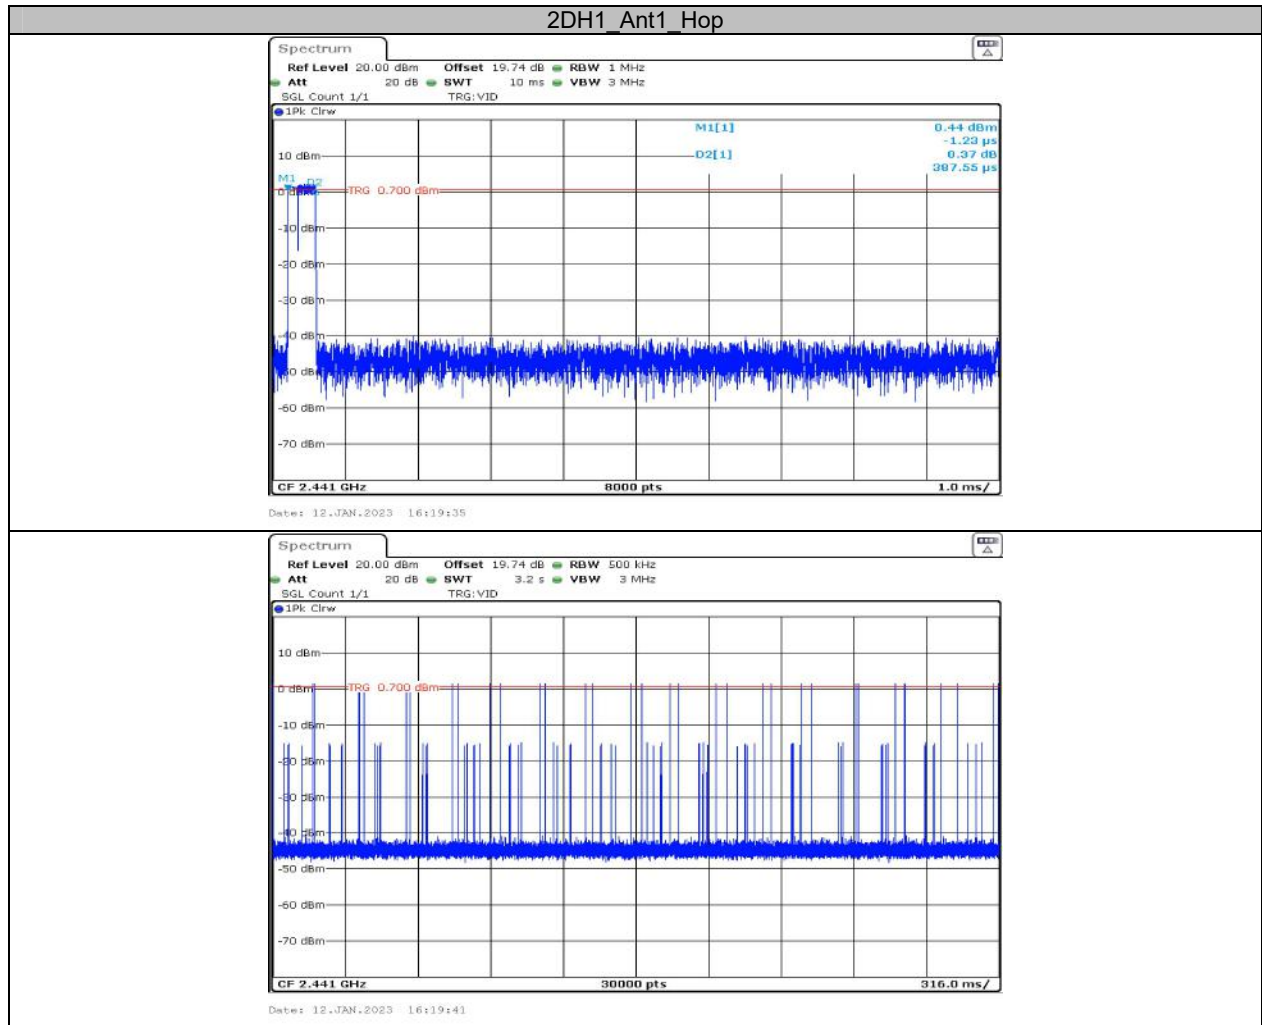 2DH1_Ant1_Hop
Spectrum
Ref Level 20.00 dBm Offset 19.74 dB RBW 1 MHz
Att 20 dB SWT 10 ms VBW 3 MHz
SGL Count 1/1 TRG:VID
1Pk Clrw
M1[1] 0.44 dBm
-1.23 µs
D2[1] 0.37 dB
387.55 µs
10 dBm
M1 D2
0 dBm TRG 0.700 dBm
-10 dBm
-20 dBm
-30 dBm
-40 dBm
-50 dBm
-60 dBm
-70 dBm
CF 2.441 GHz 8000 pts 1.0 ms/
Date: 12.JAN.2023 16:19:35
Spectrum
Ref Level 20.00 dBm Offset 19.74 dB RBW 500 kHz
Att 20 dB SWT 3.2 s VBW 3 MHz
SGL Count 1/1 TRG:VID
1Pk Clrw
10 dBm
0 dBm TRG 0.700 dBm
-10 dBm
-20 dBm
-30 dBm
-40 dBm
-50 dBm
-60 dBm
-70 dBm
CF 2.441 GHz 30000 pts 316.0 ms/
Date: 12.JAN.2023 16:19:41